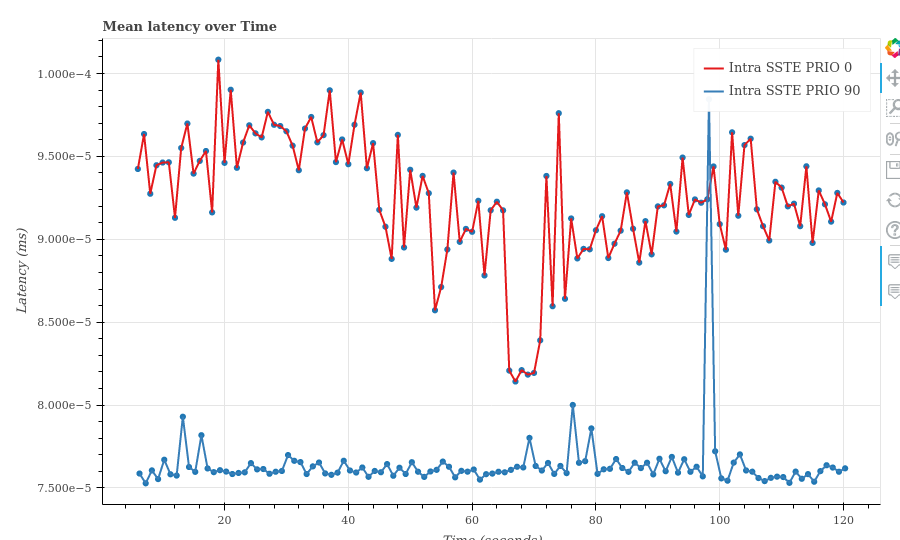 Mean latency over Time
Intra SSTE PRIO 0
Intra SSTE PRIO 90
1.000e−4
9.500e−5
9.000e−5
8.500e−5
8.000e−5
7.500e−5
Latency (ms)
20 40 60 80 100 120
Time (seconds)